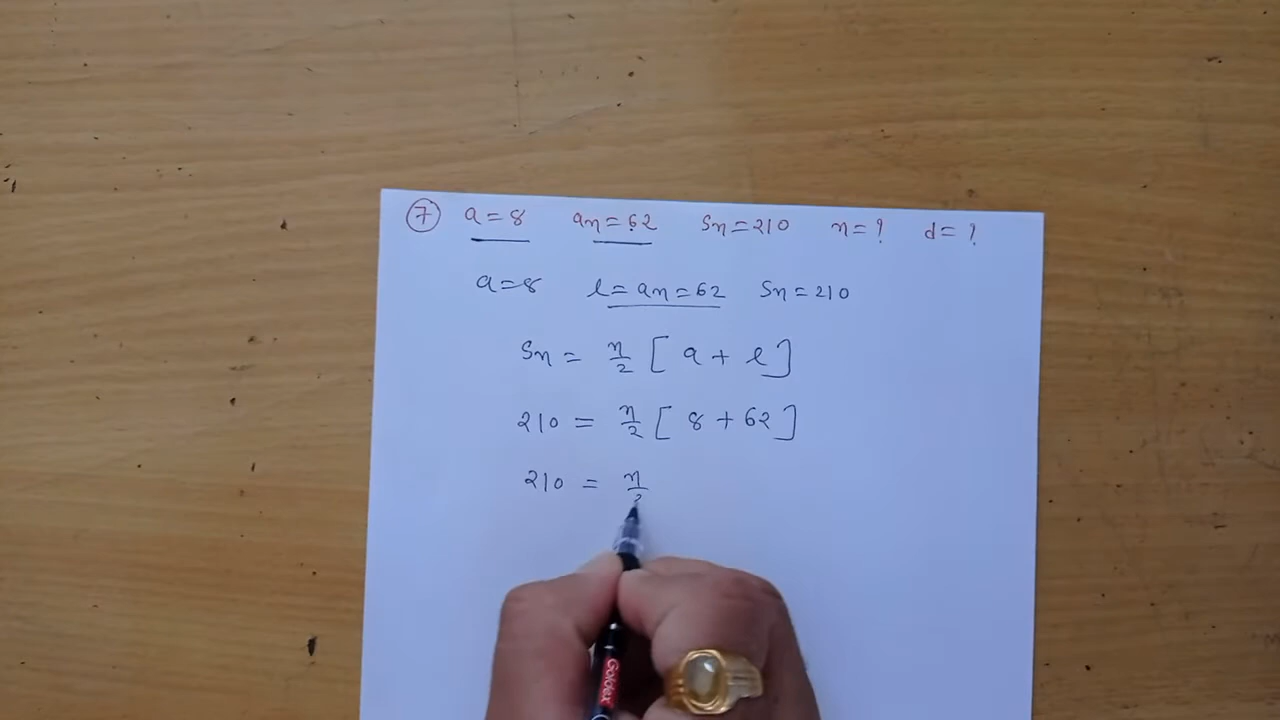 7 a = 8 an = 62 Sn = 210 n = ? d = ?
a = 8 l = an = 62 Sn = 210
Sn = n/2 [ a + l ]
210 = n/2 [ 8 + 62 ]
210 = n/2
Goldex